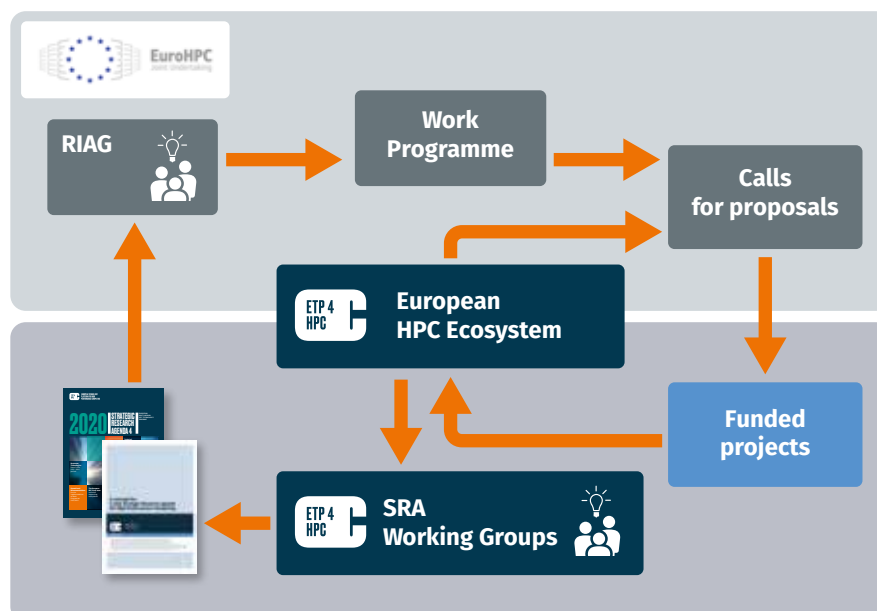 EuroHPC
Joint Undertaking
RIAG
Work
Programme
Calls
for proposals
ETP 4
HPC
European
HPC Ecosystem
Funded
projects
2020
STRATEGIC
RESEARCH
AGENDA 4
ETP 4
HPC
SRA
Working Groups